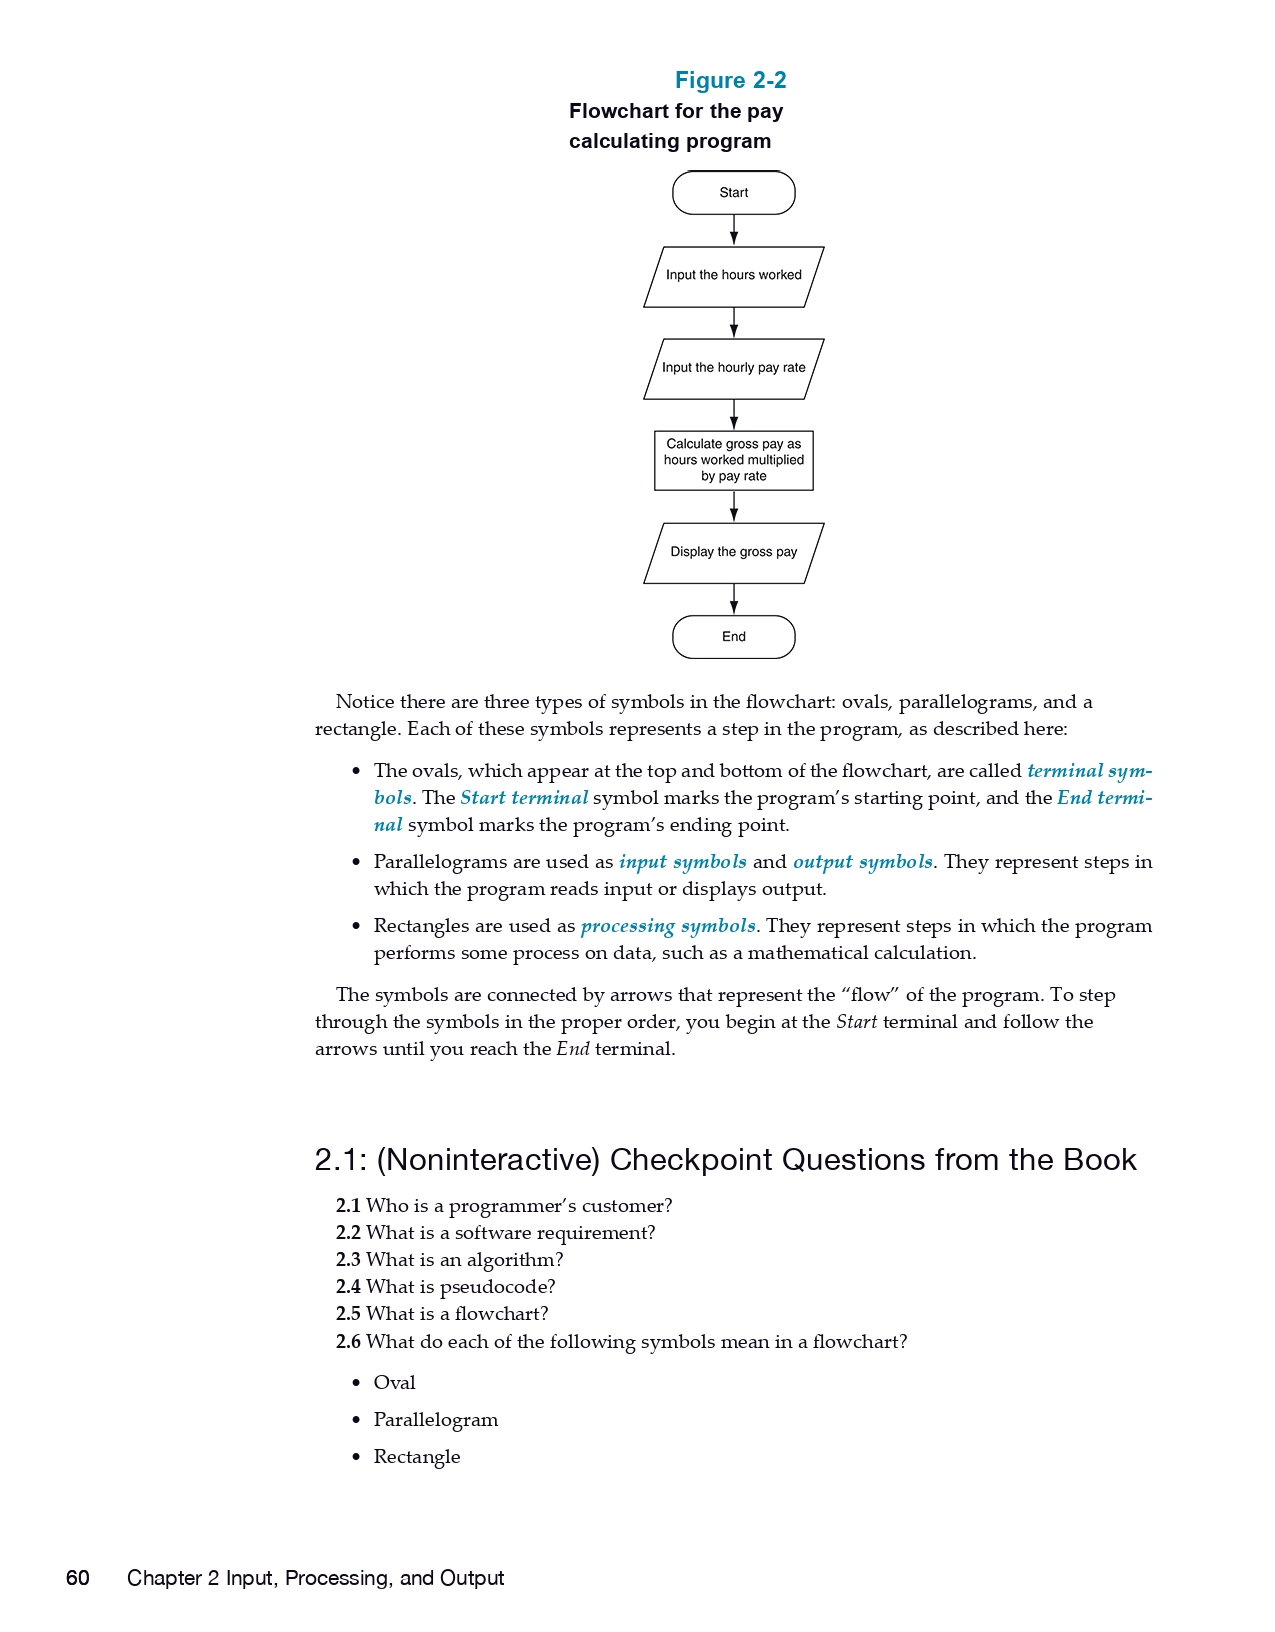 Figure 2-2
Flowchart for the pay
calculating program
Start
Input the hours worked
Input the hourly pay rate
Calculate gross pay as
hours worked multiplied
by pay rate
Display the gross pay
End
Notice there are three types of symbols in the flowchart: ovals, parallelograms, and a
rectangle. Each of these symbols represents a step in the program, as described here:
• The ovals, which appear at the top and bottom of the flowchart, are called terminal sym-
bols. The Start terminal symbol marks the program’s starting point, and the End termi-
nal symbol marks the program’s ending point.
• Parallelograms are used as input symbols and output symbols. They represent steps in
which the program reads input or displays output.
• Rectangles are used as processing symbols. They represent steps in which the program
performs some process on data, such as a mathematical calculation.
The symbols are connected by arrows that represent the “flow” of the program. To step
through the symbols in the proper order, you begin at the Start terminal and follow the
arrows until you reach the End terminal.
2.1: (Noninteractive) Checkpoint Questions from the Book
2.1 Who is a programmer’s customer?
2.2 What is a software requirement?
2.3 What is an algorithm?
2.4 What is pseudocode?
2.5 What is a flowchart?
2.6 What do each of the following symbols mean in a flowchart?
• Oval
• Parallelogram
• Rectangle
60 Chapter 2 Input, Processing, and Output